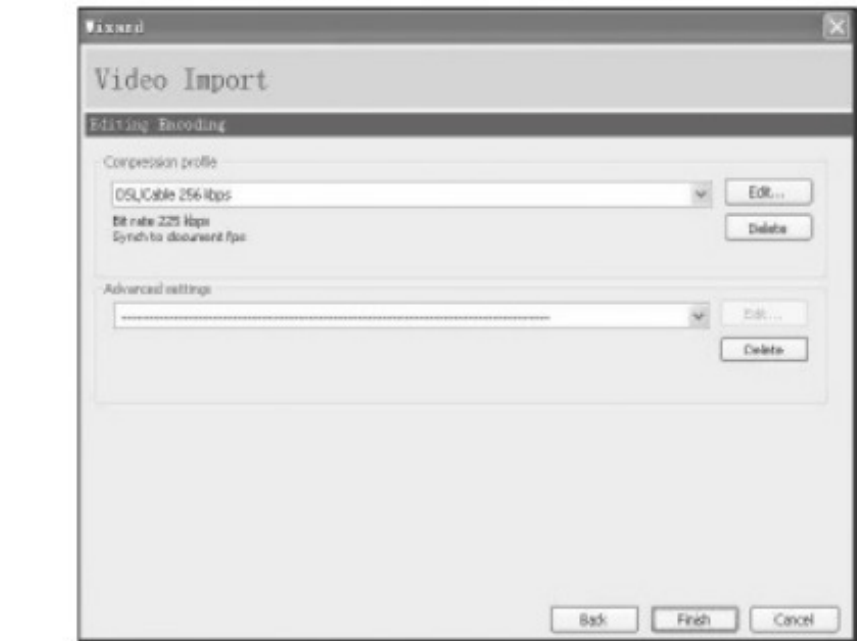 Wizard
Video Import
Editing Encoding
Compression profile
DSL/Cable 256 kbps
Edit...
Bit rate 225 kbps
Synch to document fps
Delete
Advanced settings
Edit...
Delete
Back
Finish
Cancel